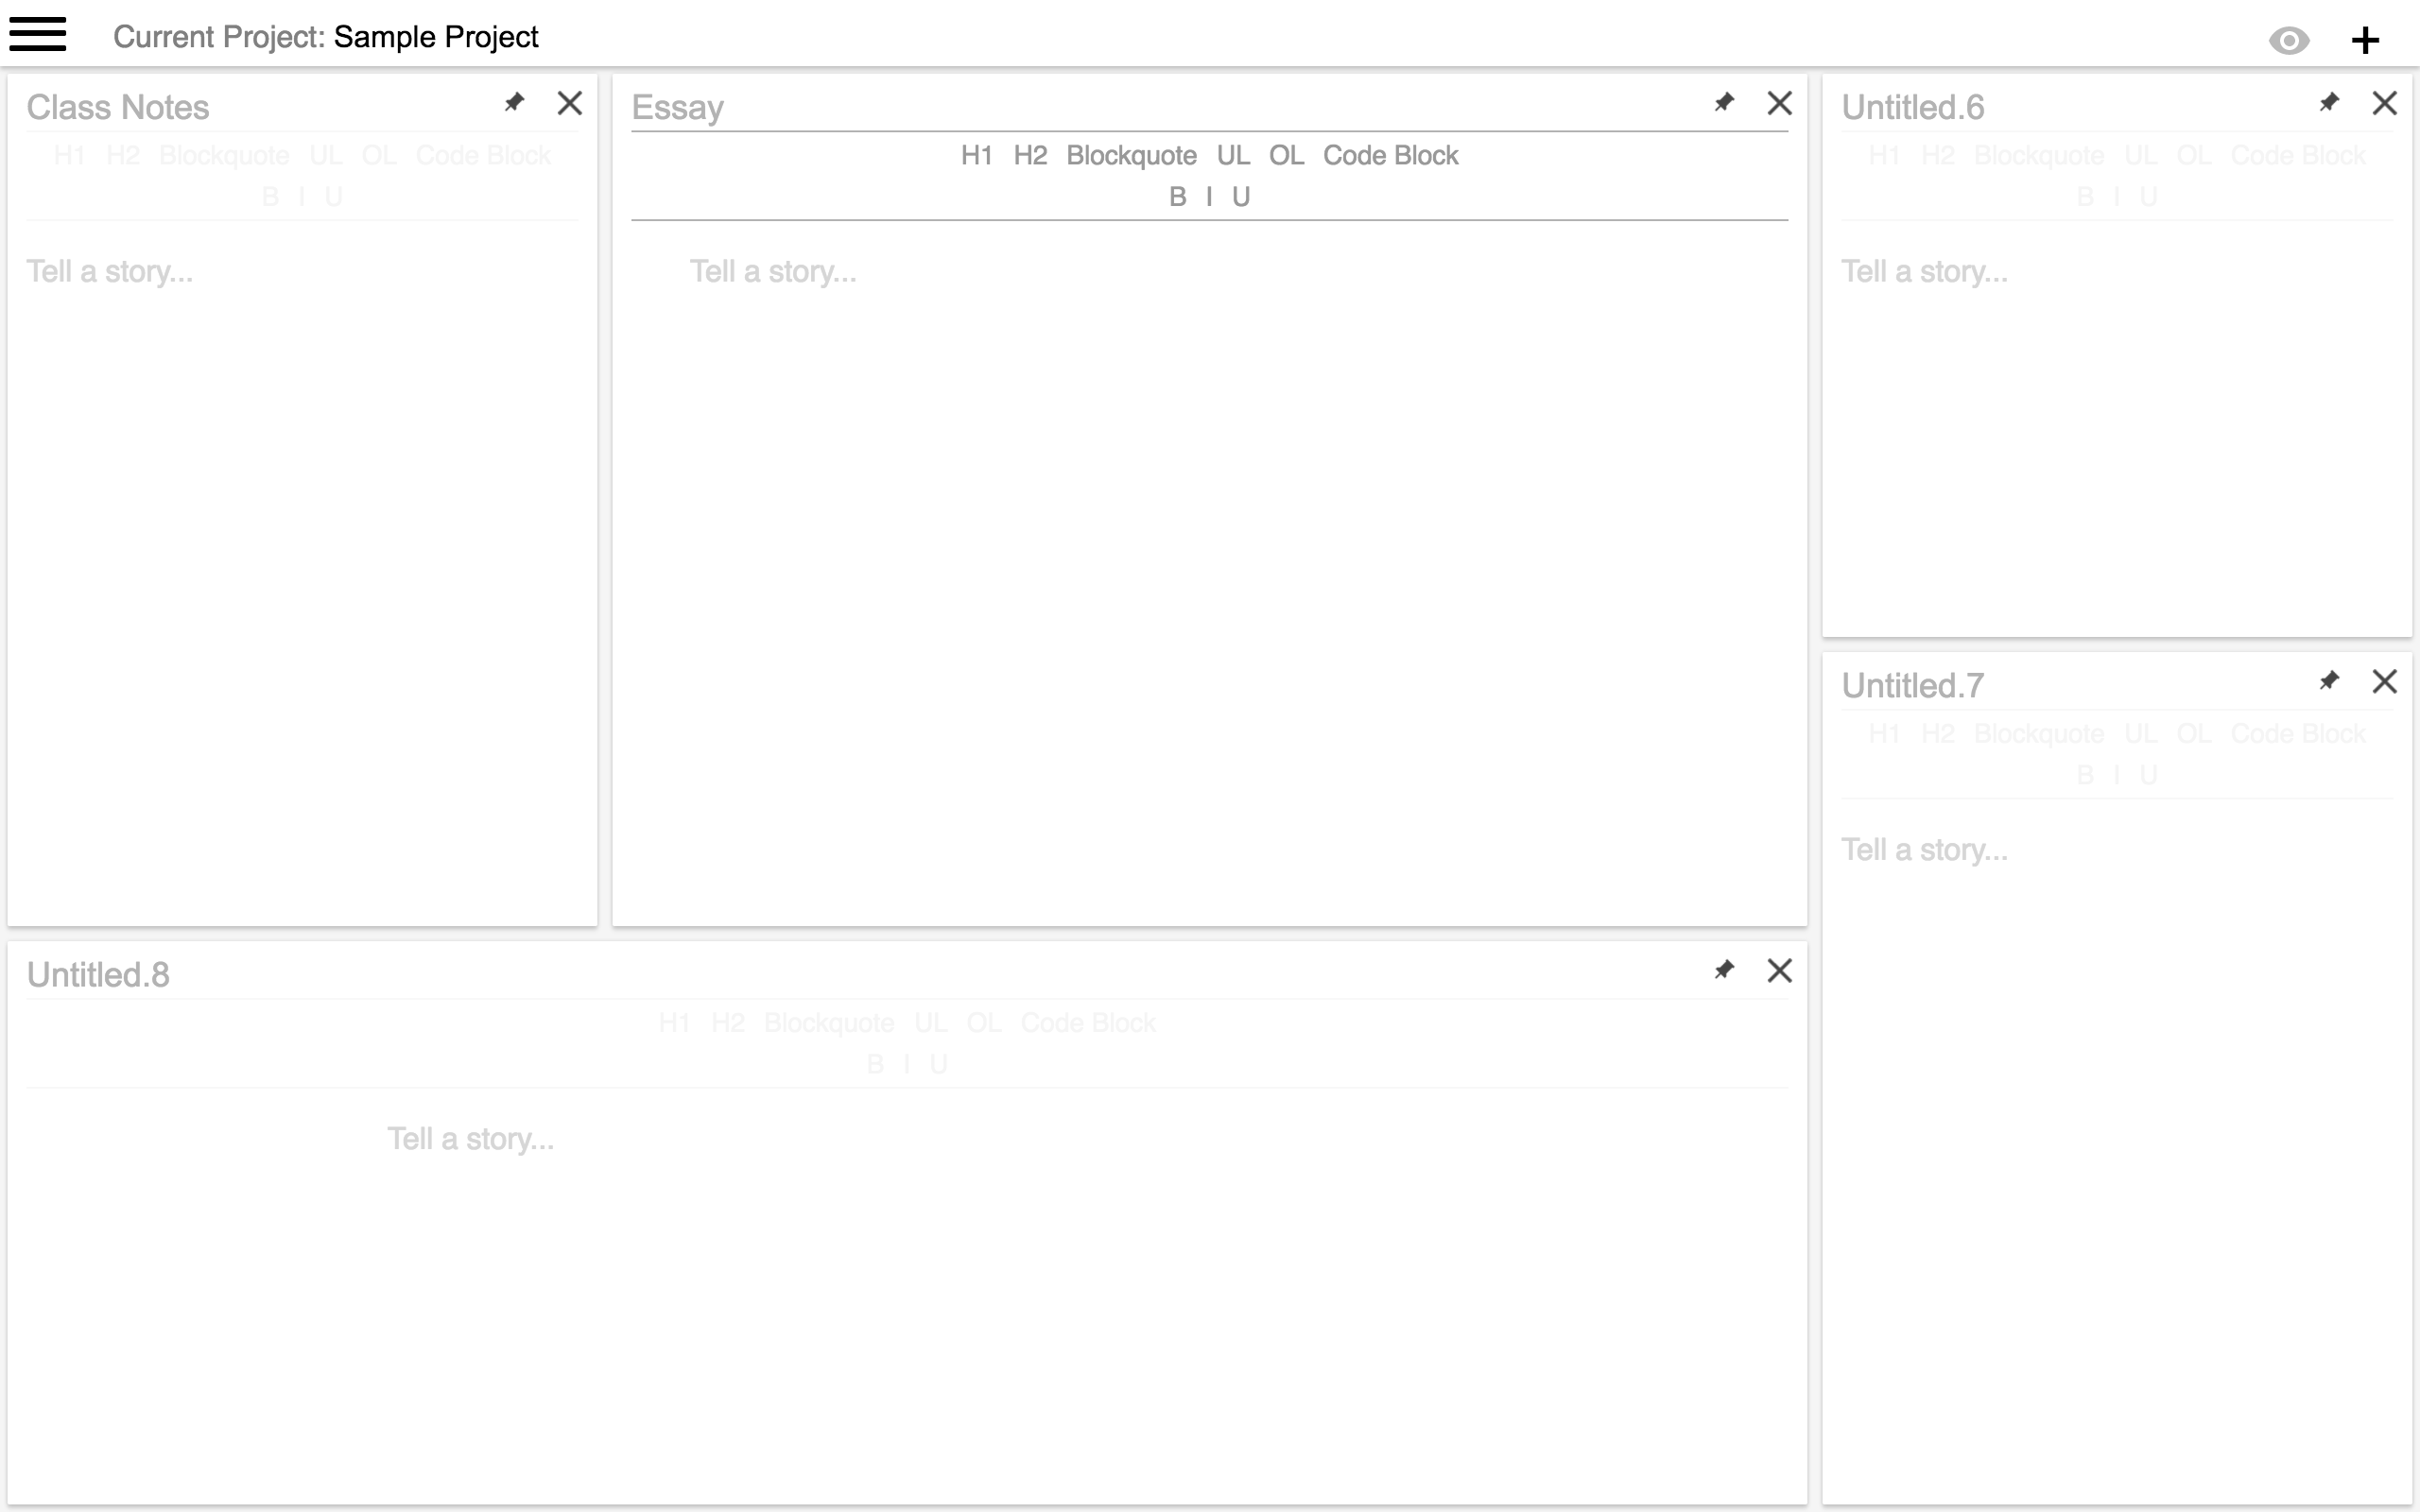 Current Project: Sample Project
Class Notes
H1 H2 Blockquote UL OL Code Block
B I U
Tell a story...
Essay
H1 H2 Blockquote UL OL Code Block
B I U
Tell a story...
Untitled.6
H1 H2 Blockquote UL OL Code Block
B I U
Tell a story...
Untitled.7
H1 H2 Blockquote UL OL Code Block
B I U
Tell a story...
Untitled.8
H1 H2 Blockquote UL OL Code Block
B I U
Tell a story...